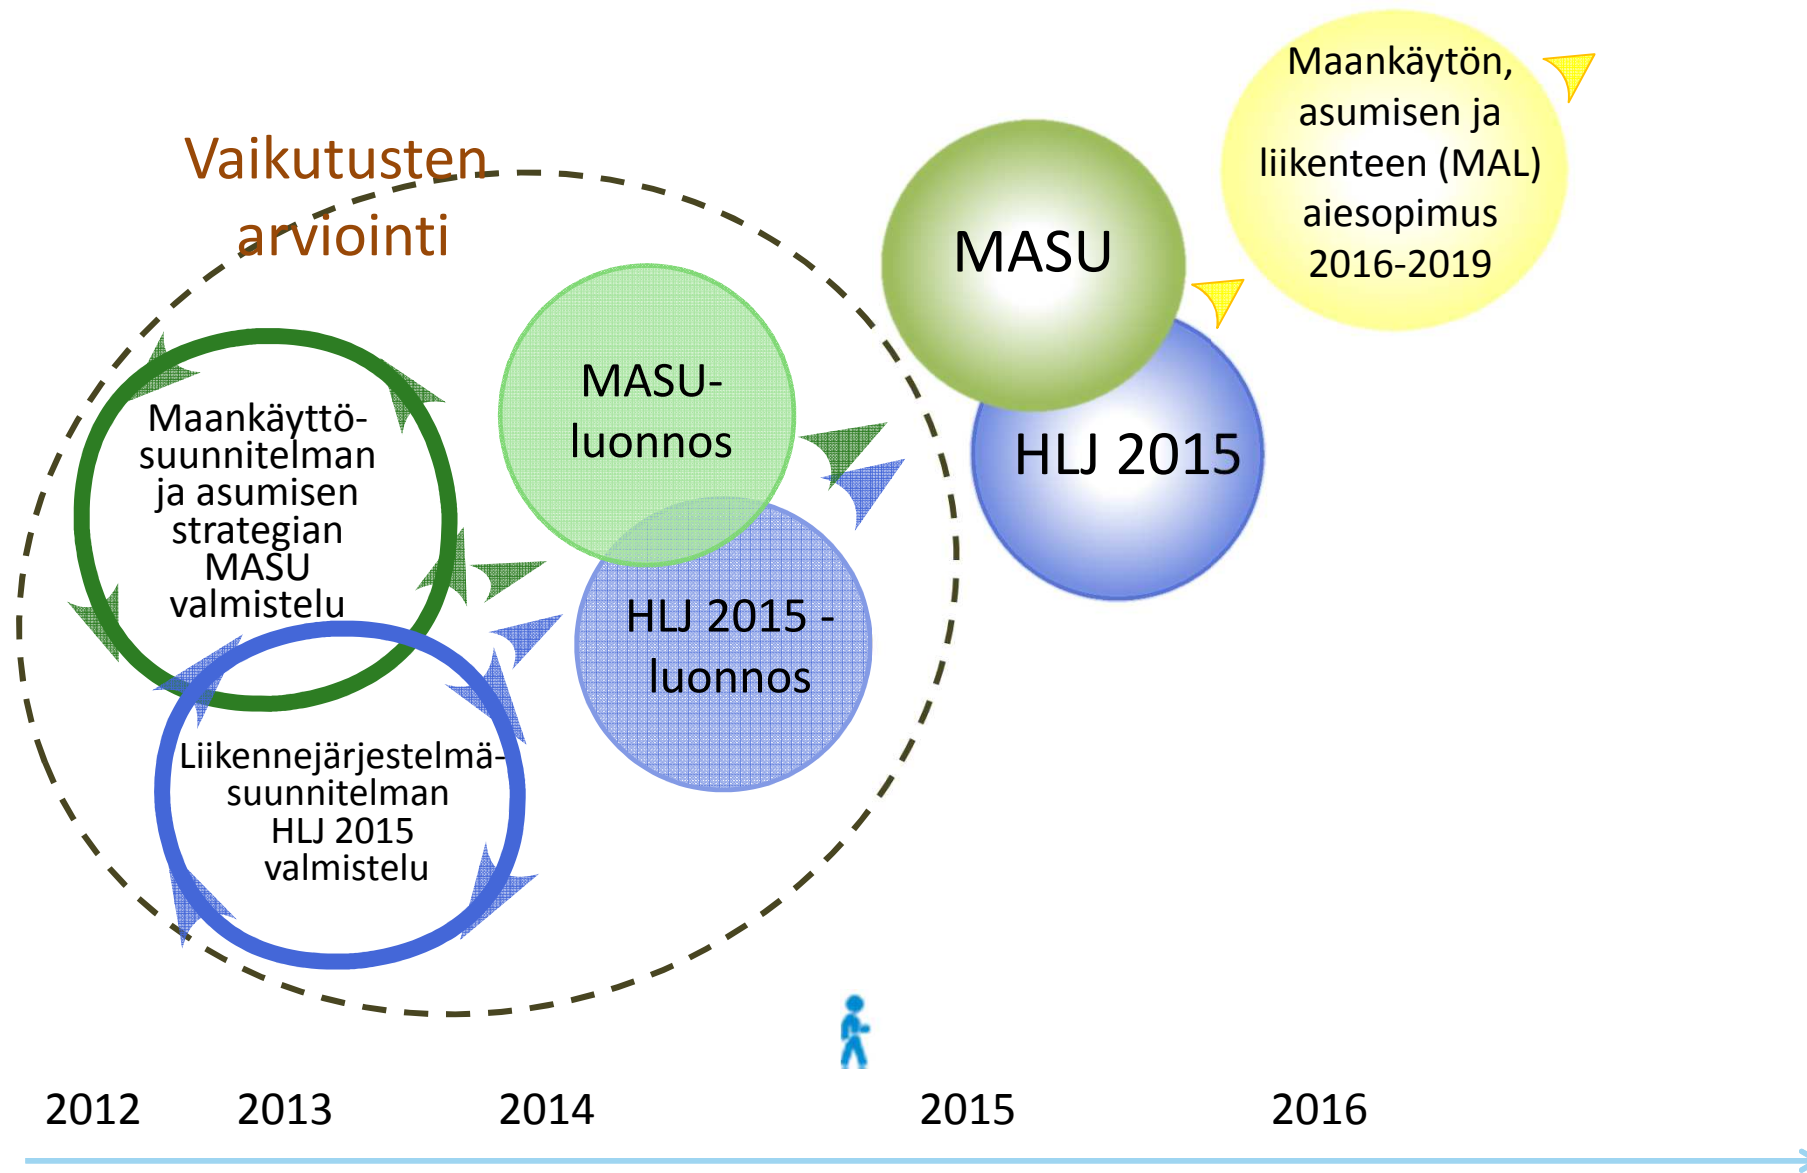 Vaikutusten
arviointi
Maankäyttö-
suunnitelman
ja asumisen
strategian
MASU
valmistelu
Liikennejärjestelmä-
suunnitelman
HLJ 2015
valmistelu
MASU-
luonnos
HLJ 2015 -
luonnos
MASU
HLJ 2015
Maankäytön,
asumisen ja
liikenteen (MAL)
aiesopimus
2016-2019
2012
2013
2014
2015
2016